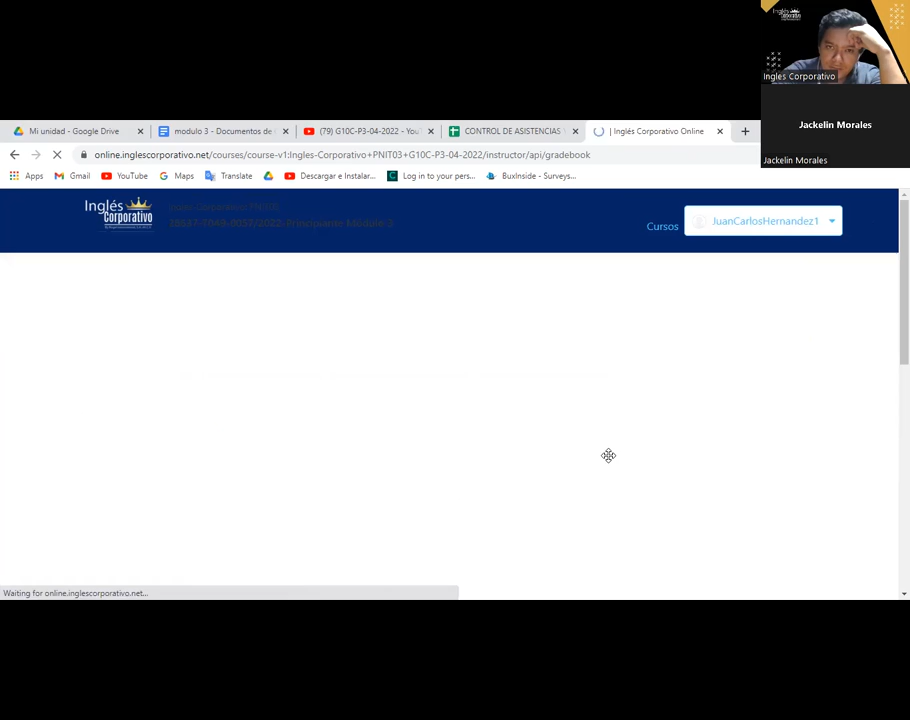 Inglés
Corporativo
Ingles Corporativo
Jackelin Morales
Jackelin Morales
Mi unidad - Google Drive
modulo 3 - Documentos de
(79) G10C-P3-04-2022 - You
CONTROL DE ASISTENCIAS Y
Inglés Corporativo Online
online.inglescorporativo.net/courses/course-v1:Ingles-Corporativo+PNIT03+G10C-P3-04-2022/instructor/api/gradebook
Apps
Gmail
YouTube
Maps
Translate
Descargar e Instalar...
Log in to your pers...
BuxInside - Surveys...
Inglés
Corporativo
Cursos
JuanCarlosHernandez1
Waiting for online.inglescorporativo.net...